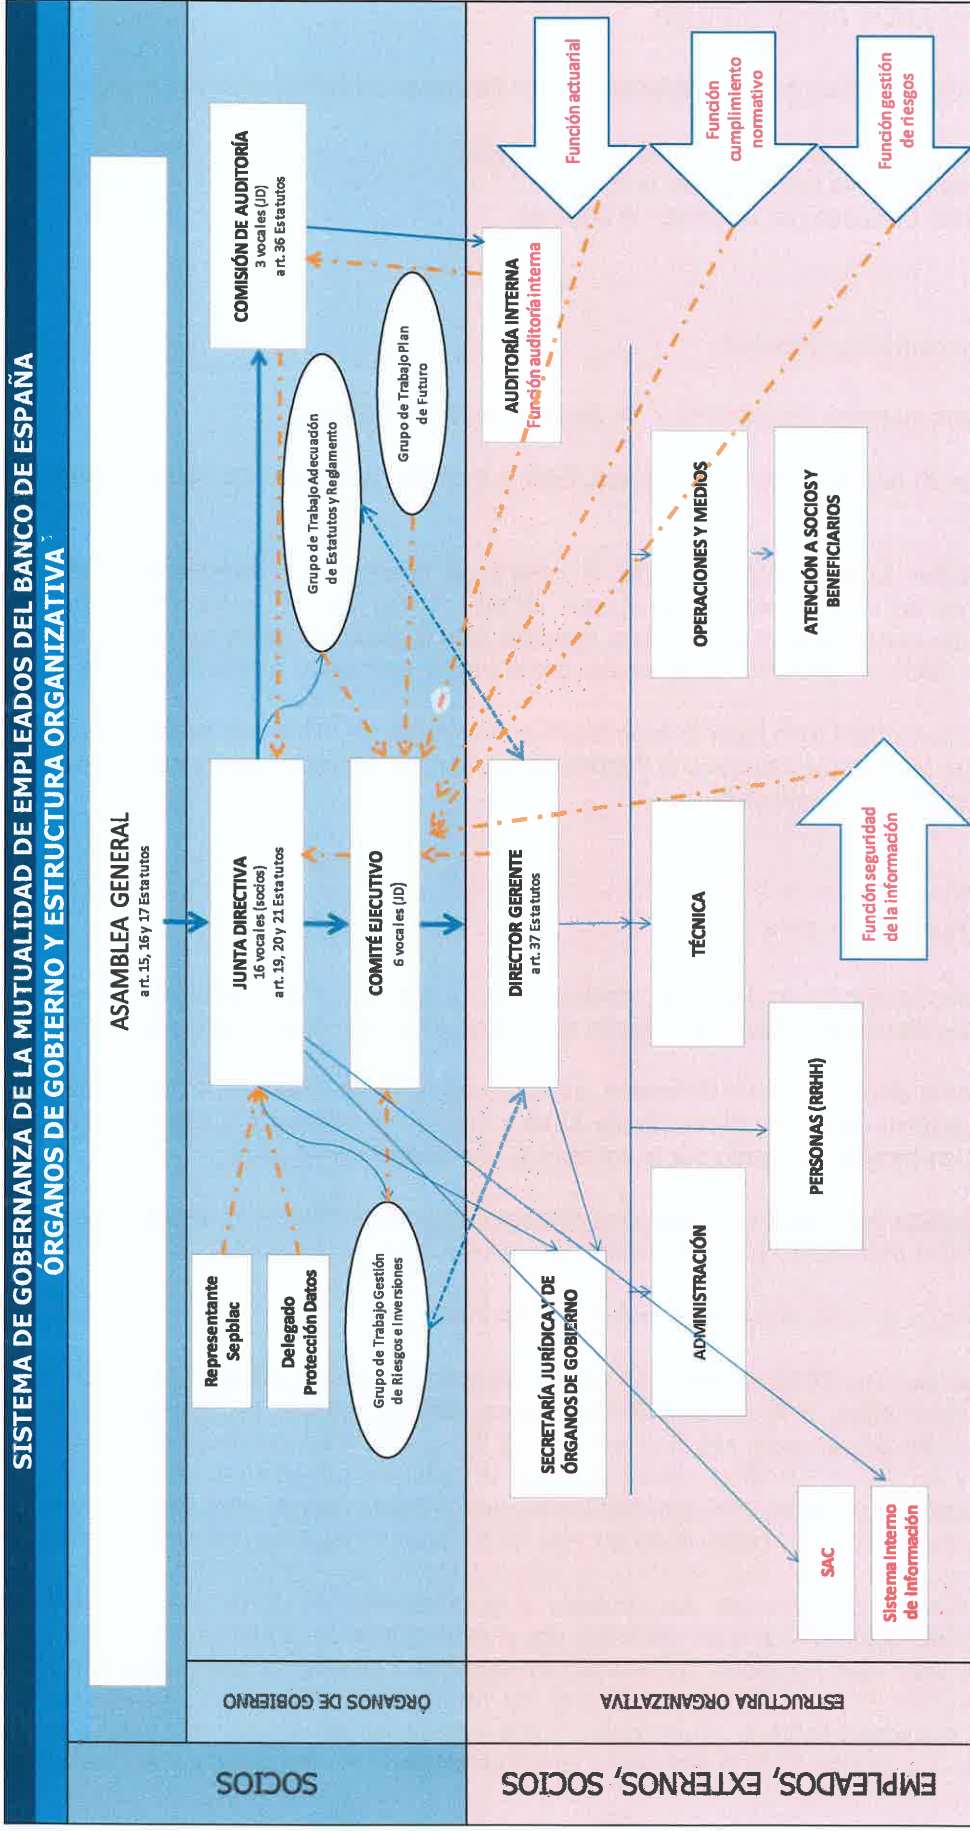 SISTEMA DE GOBERNANZA DE LA MUTUALIDAD DE EMPLEADOS DEL BANCO DE ESPAÑA
ÓRGANOS DE GOBIERNO Y ESTRUCTURA ORGANIZATIVA
SOCIOS
ÓRGANOS DE GOBIERNO
ASAMBLEA GENERAL
art. 15, 16 y 17 Estatutos
Representante
Sepblac
Delegado
Protección Datos
JUNTA DIRECTIVA
16 vocales (socios)
art. 19, 20 y 21 Estatutos
COMISIÓN DE AUDITORÍA
3 vocales (JD)
art. 36 Estatutos
Grupo de Trabajo Adecuación
de Estatutos y Reglamento
Grupo de Trabajo Gestión
de Riesgos e Inversiones
COMITÉ EJECUTIVO
6 vocales (JD)
Grupo de Trabajo Plan
de Futuro
EMPLEADOS, EXTERNOS, SOCIOS
ESTRUCTURA ORGANIZATIVA
SECRETARÍA JURÍDICA Y DE
ÓRGANOS DE GOBIERNO
DIRECTOR GERENTE
art. 37 Estatutos
AUDITORÍA INTERNA
Función auditoría interna
Función actuarial
ADMINISTRACIÓN
TÉCNICA
OPERACIONES Y MEDIOS
Función
cumplimiento
normativo
PERSONAS (RRHH)
ATENCIÓN A SOCIOS Y
BENEFICIARIOS
SAC
Sistema Interno
de Información
Función seguridad
de la información
Función gestión
de riesgos